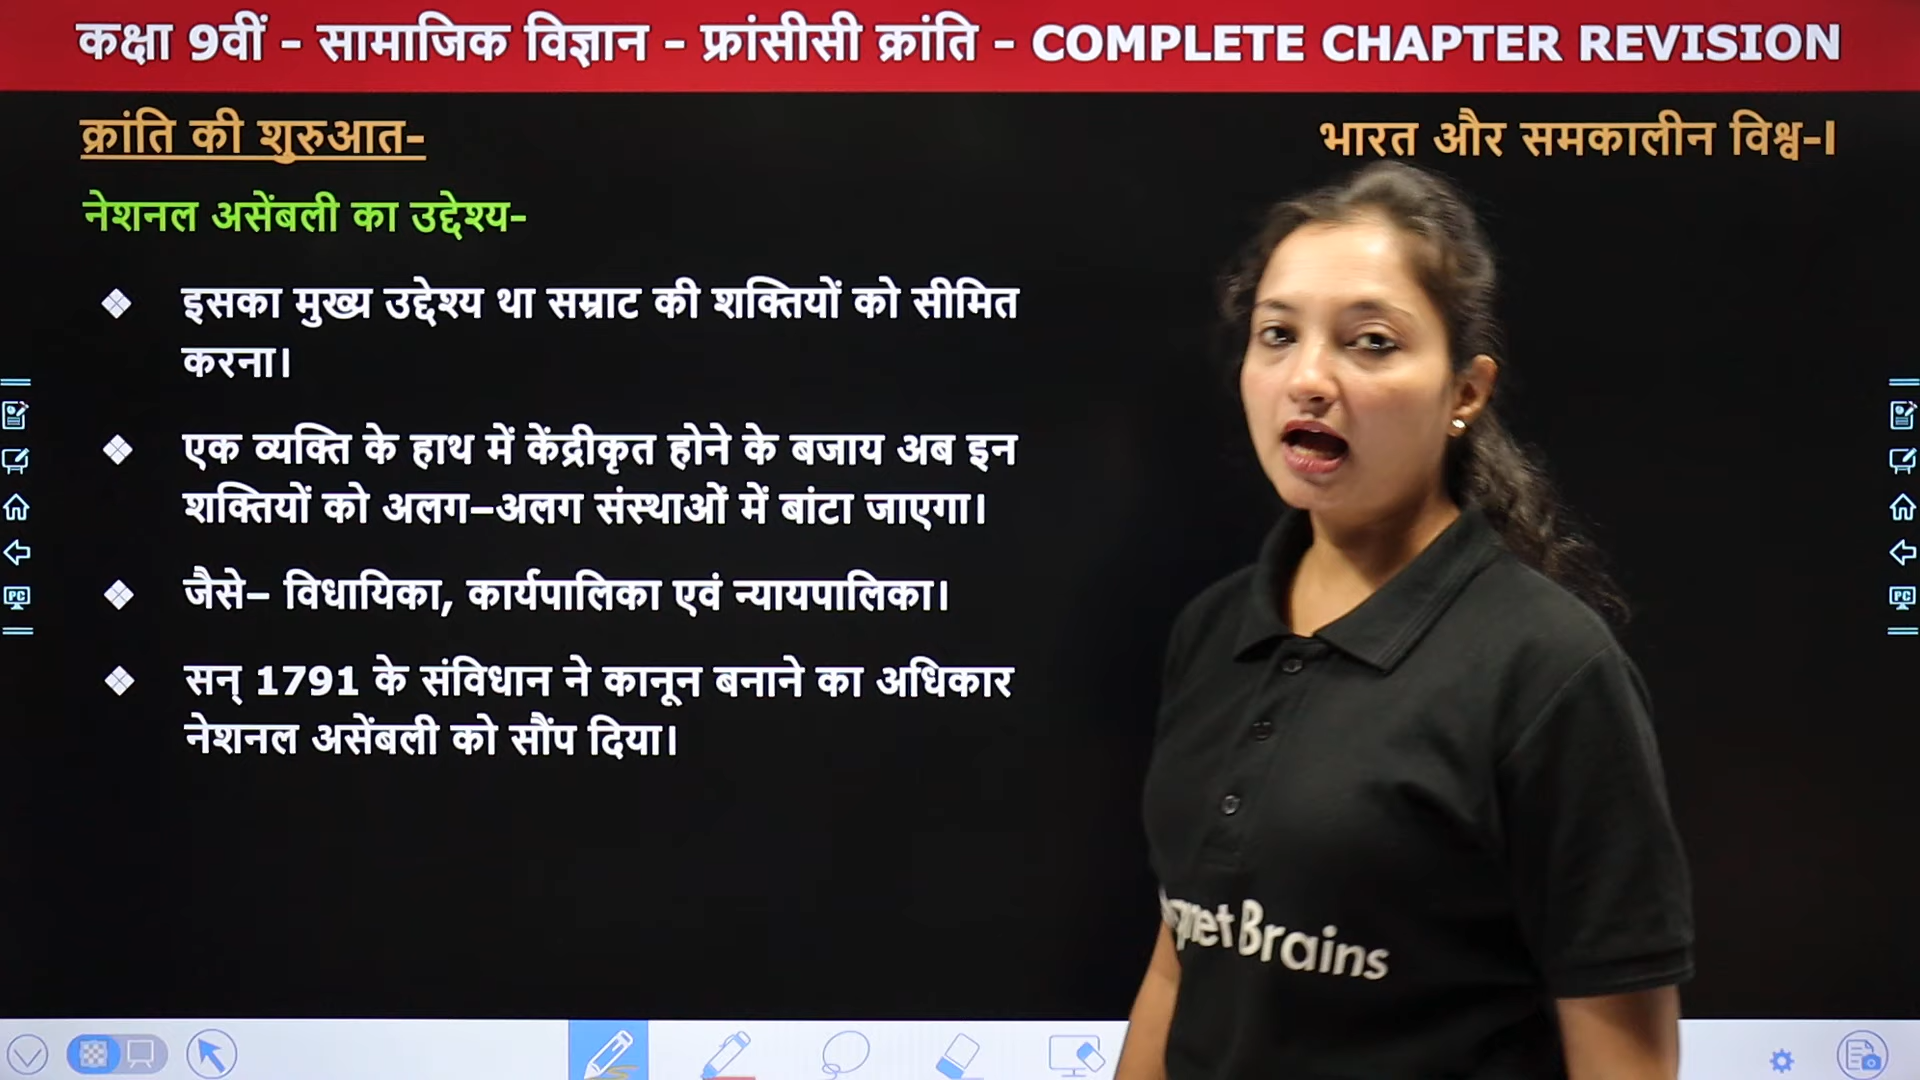 कक्षा 9वीं - सामाजिक विज्ञान - फ्रांसीसी क्रांति - COMPLETE CHAPTER REVISION
क्रांति की शुरुआत-
भारत और समकालीन विश्व-I
नेशनल असेंबली का उद्देश्य-
❖ इसका मुख्य उद्देश्य था सम्राट की शक्तियों को सीमित
करना।
❖ एक व्यक्ति के हाथ में केंद्रीकृत होने के बजाय अब इन
शक्तियों को अलग–अलग संस्थाओं में बांटा जाएगा।
❖ जैसे– विधायिका, कार्यपालिका एवं न्यायपालिका।
❖ सन् 1791 के संविधान ने कानून बनाने का अधिकार
नेशनल असेंबली को सौंप दिया।
Brains
PC
PC